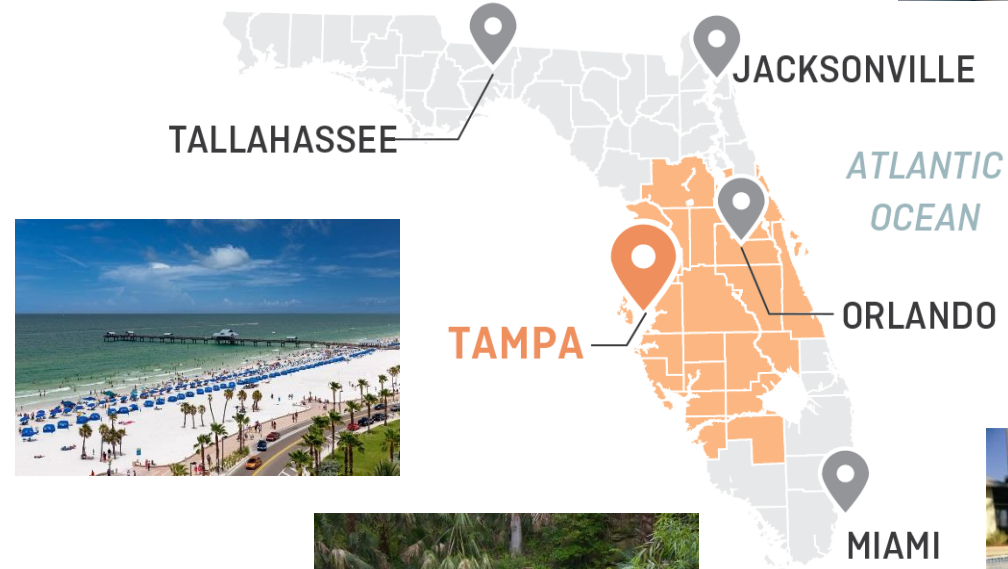 JACKSONVILLE
TALLAHASSEE
ATLANTIC
OCEAN
ORLANDO
TAMPA
MIAMI